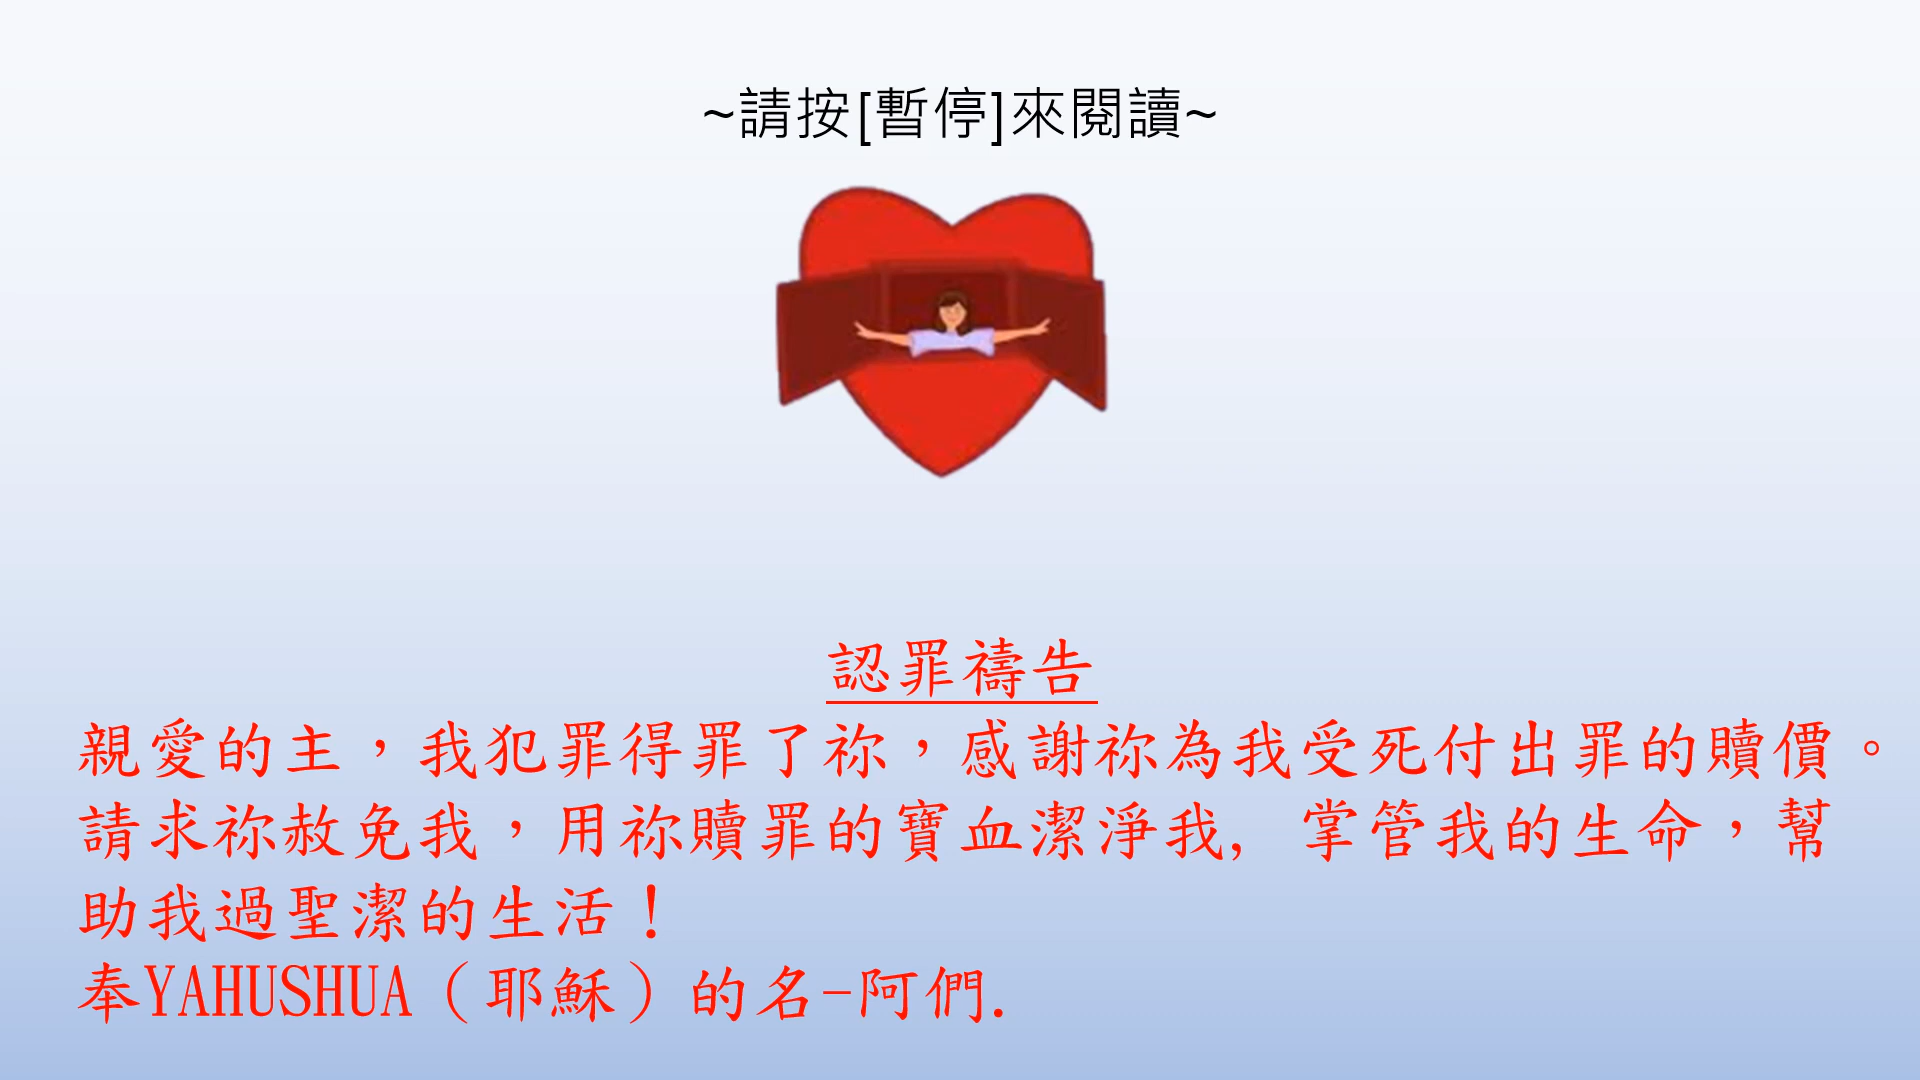 ~請按[暫停]來閱讀~
認罪禱告
親愛的主，我犯罪得罪了祢，感謝祢為我受死付出罪的贖價。
請求祢赦免我，用祢贖罪的寶血潔淨我, 掌管我的生命，幫
助我過聖潔的生活！
奉YAHUSHUA（耶穌）的名-阿們.